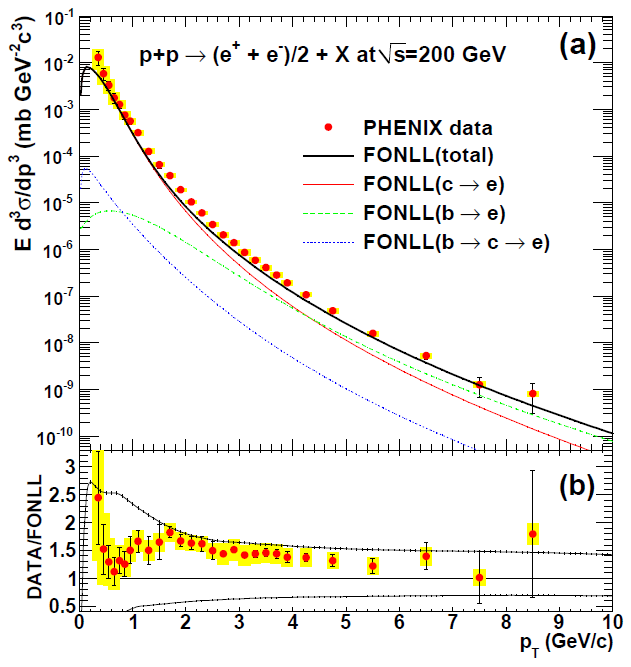 10⁻¹
10⁻²
10⁻³
10⁻⁴
10⁻⁵
10⁻⁶
10⁻⁷
10⁻⁸
10⁻⁹
10⁻¹⁰
E d³σ/dp³ (mb GeV⁻²c³)
p+p → (e⁺ + e⁻)/2 + X at√s=200 GeV
(a)
PHENIX data
FONLL(total)
FONLL(c → e)
FONLL(b → e)
FONLL(b → c → e)
DATA/FONLL
3
2.5
2
1.5
1
0.5
(b)
0 1 2 3 4 5 6 7 8 9 10
p_T (GeV/c)